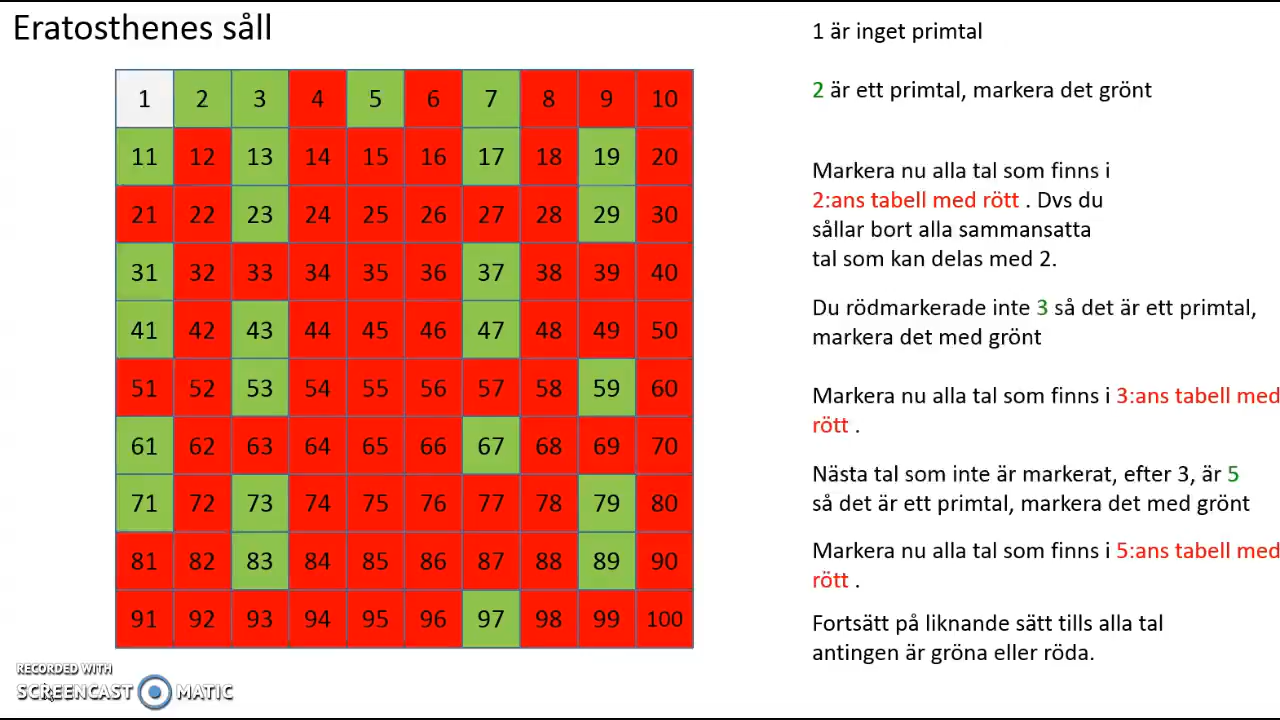 Eratosthenes såll
1 2 3 4 5 6 7 8 9 10
11 12 13 14 15 16 17 18 19 20
21 22 23 24 25 26 27 28 29 30
31 32 33 34 35 36 37 38 39 40
41 42 43 44 45 46 47 48 49 50
51 52 53 54 55 56 57 58 59 60
61 62 63 64 65 66 67 68 69 70
71 72 73 74 75 76 77 78 79 80
81 82 83 84 85 86 87 88 89 90
91 92 93 94 95 96 97 98 99 100
1 är inget primtal
2 är ett primtal, markera det grönt
Markera nu alla tal som finns i
2:ans tabell med rött . Dvs du
sållar bort alla sammansatta
tal som kan delas med 2.
Du rödmarkerade inte 3 så det är ett primtal,
markera det med grönt
Markera nu alla tal som finns i 3:ans tabell med
rött .
Nästa tal som inte är markerat, efter 3, är 5
så det är ett primtal, markera det med grönt
Markera nu alla tal som finns i 5:ans tabell med
rött .
Fortsätt på liknande sätt tills alla tal
antingen är gröna eller röda.
RECORDED WITH
SCREENCAST MATIC